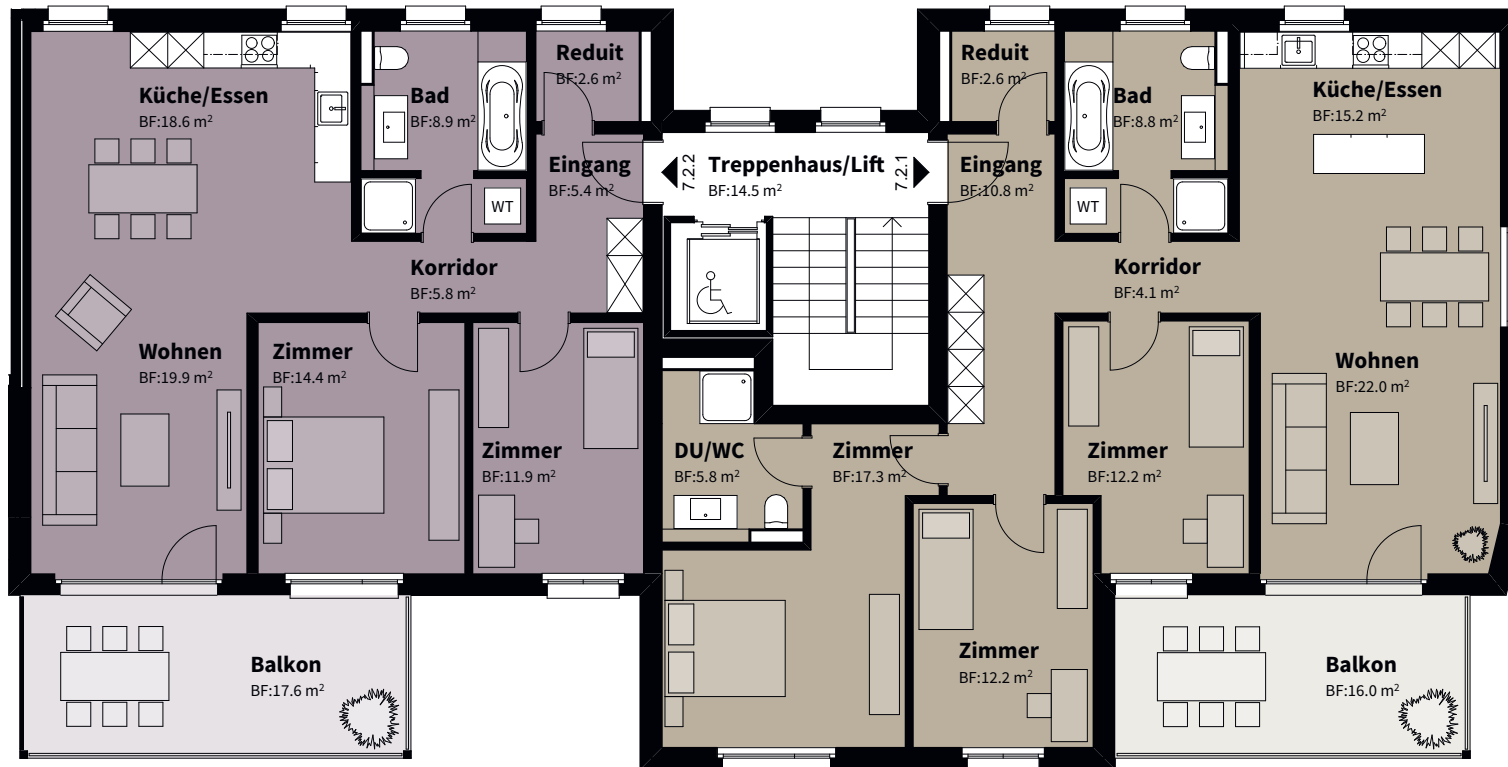 Reduit
BF:2.6 m²
Küche/Essen
BF:18.6 m²
Bad
BF:8.9 m²
Eingang
BF:5.4 m²
WT
Korridor
BF:5.8 m²
Wohnen
BF:19.9 m²
Zimmer
BF:14.4 m²
Zimmer
BF:11.9 m²
Balkon
BF:17.6 m²
7.2.2
Treppenhaus/Lift
BF:14.5 m²
7.2.1
Reduit
BF:2.6 m²
Bad
BF:8.8 m²
Küche/Essen
BF:15.2 m²
Eingang
BF:10.8 m²
WT
Korridor
BF:4.1 m²
Wohnen
BF:22.0 m²
DU/WC
BF:5.8 m²
Zimmer
BF:17.3 m²
Zimmer
BF:12.2 m²
Zimmer
BF:12.2 m²
Balkon
BF:16.0 m²